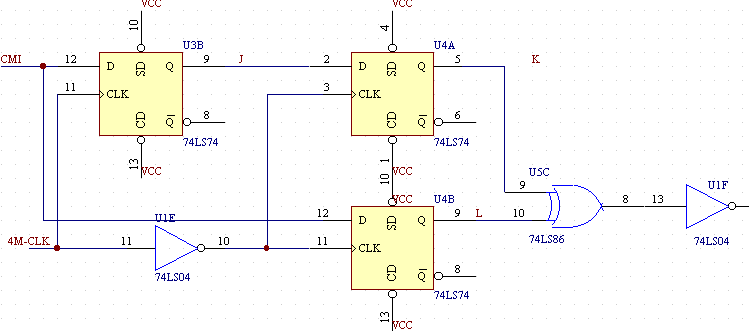 VCC
VCC
10
4
U3B
U4A
CMI
12
D
SD
Q
9
J
2
D
SD
Q
5
K
11
CLK
3
CLK
CD
Q
8
CD
Q
6
74LS74
74LS74
13
VCC
1
VCC
10
U4B
U5C
U1F
VCC
9
U1E
12
D
SD
Q
9
L
10
8
13
4M-CLK
11
10
11
CLK
74LS86
74LS04
74LS04
CD
Q
8
74LS74
13
VCC